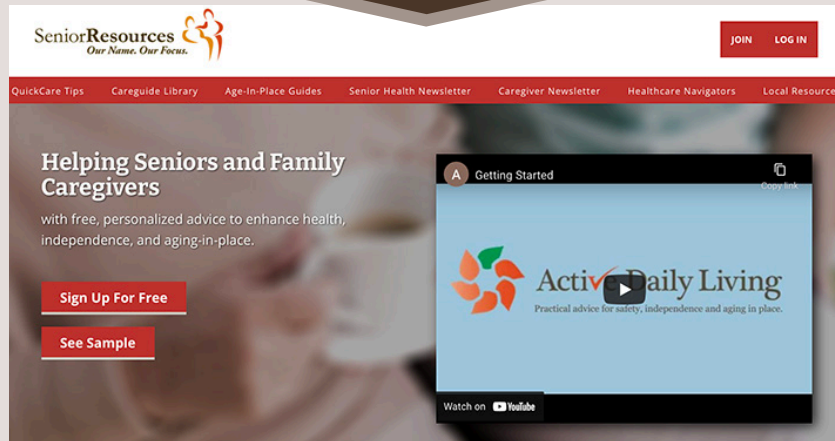 SeniorResources
Our Name. Our Focus.
JOIN LOG IN
QuickCare Tips Careguide Library Age-In-Place Guides Senior Health Newsletter Caregiver Newsletter Healthcare Navigators Local Resource
Helping Seniors and Family
Caregivers
with free, personalized advice to enhance health,
independence, and aging-in-place.
Sign Up For Free
See Sample
A Getting Started
Copy link
Active Daily Living
Practical advice for safety, independence and aging in place.
Watch on YouTube